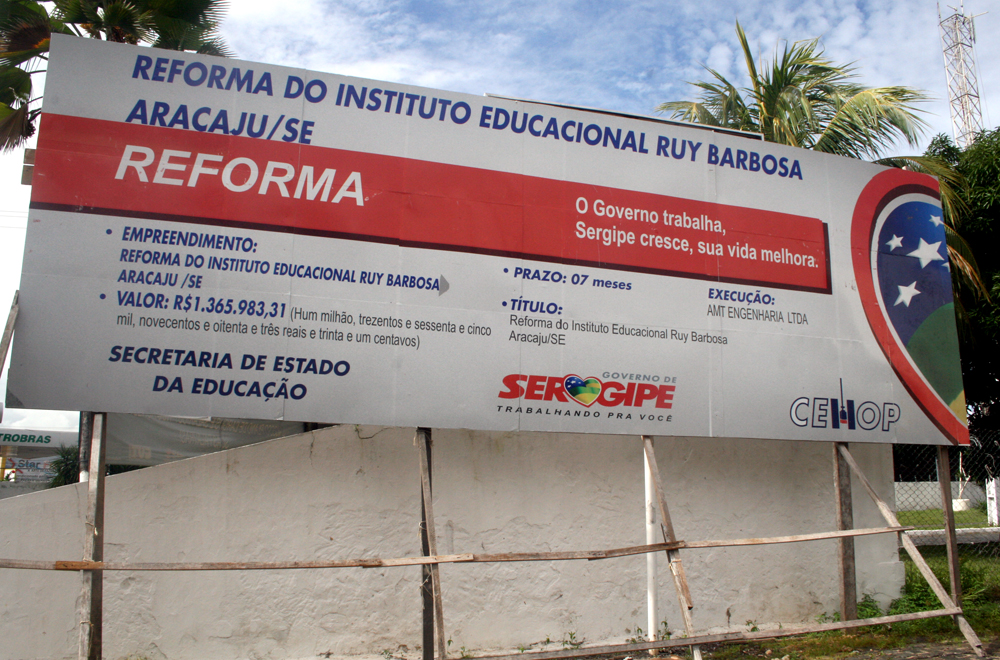 REFORMA DO INSTITUTO EDUCACIONAL RUY BARBOSA
ARACAJU/SE
REFORMA
O Governo trabalha,
Sergipe cresce, sua vida melhora.
• EMPREENDIMENTO:
REFORMA DO INSTITUTO EDUCACIONAL RUY BARBOSA
ARACAJU /SE
• VALOR: R$1.365.983,31 (Hum milhão, trezentos e sessenta e cinco
mil, novecentos e oitenta e três reais e trinta e um centavos)
SECRETARIA DE ESTADO
DA EDUCAÇÃO
• PRAZO: 07 meses
• TÍTULO:
Reforma do Instituto Educacional Ruy Barbosa
Aracaju/SE
EXECUÇÃO:
AMT ENGENHARIA LTDA
GOVERNO DE
SERGIPE
TRABALHANDO PRA VOCÊ
CEHOP
TROBRAS